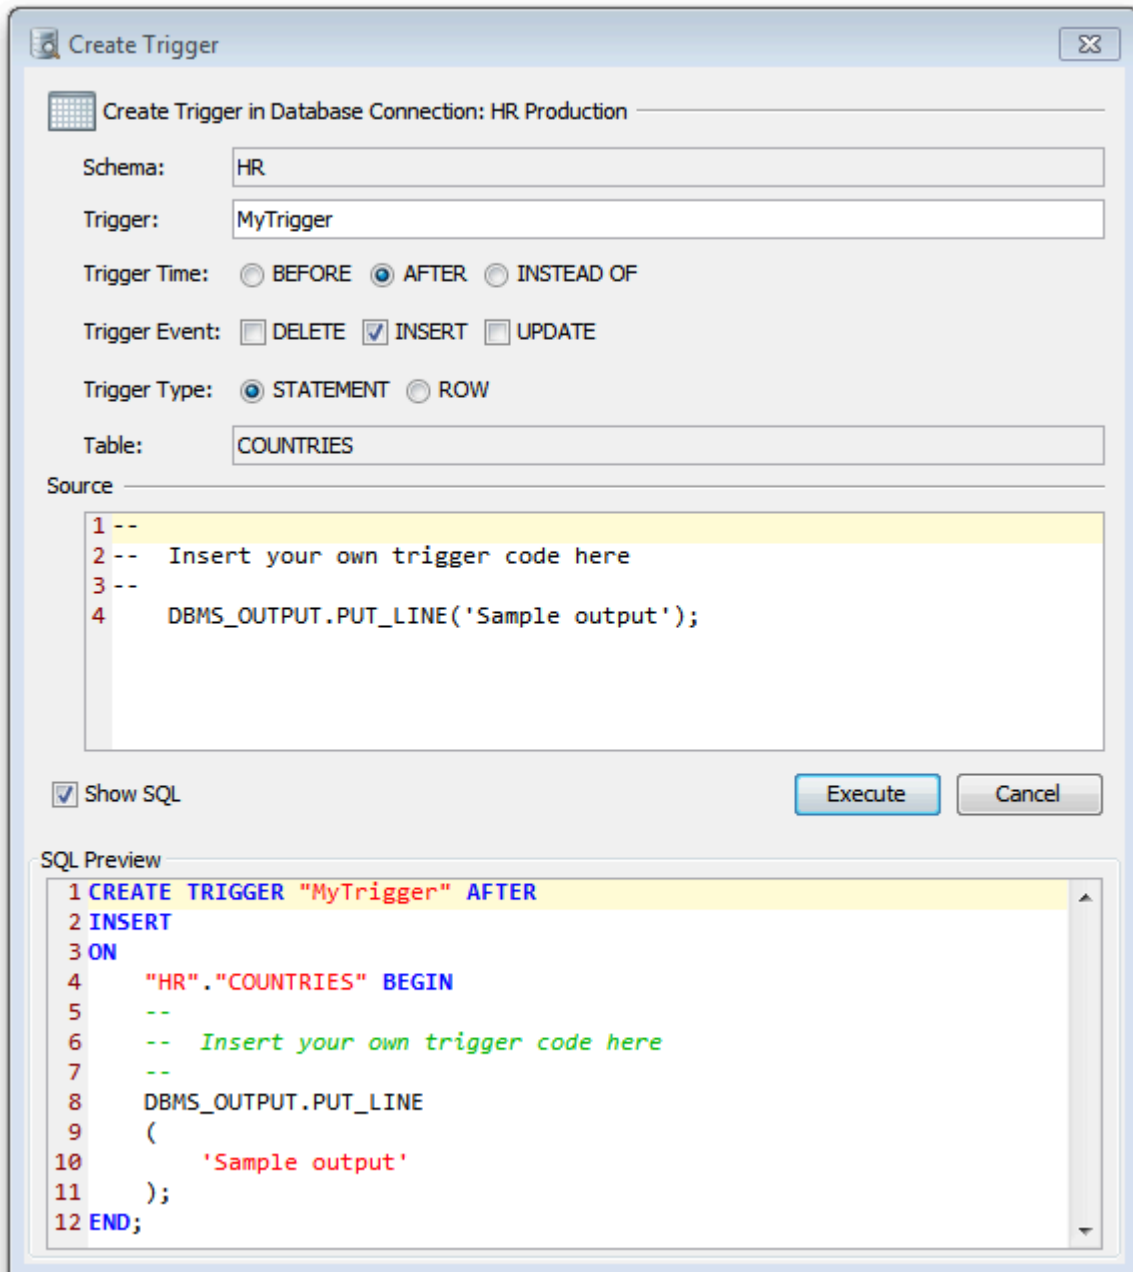 Create Trigger
Create Trigger in Database Connection: HR Production
Schema: HR
Trigger: MyTrigger
Trigger Time: BEFORE AFTER INSTEAD OF
Trigger Event: DELETE INSERT UPDATE
Trigger Type: STATEMENT ROW
Table: COUNTRIES
Source
1 --
2 --  Insert your own trigger code here
3 --
4     DBMS_OUTPUT.PUT_LINE('Sample output');
Show SQL Execute Cancel
SQL Preview
1 CREATE TRIGGER "MyTrigger" AFTER
2 INSERT
3 ON
4     "HR"."COUNTRIES" BEGIN
5     --
6     --  Insert your own trigger code here
7     --
8     DBMS_OUTPUT.PUT_LINE
9     (
10         'Sample output'
11     );
12 END;